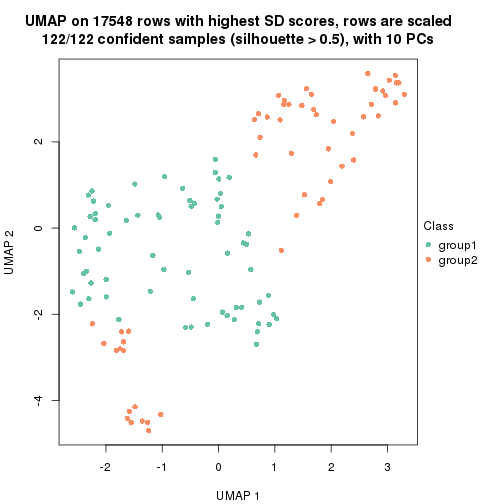 UMAP on 17548 rows with highest SD scores, rows are scaled
122/122 confident samples (silhouette > 0.5), with 10 PCs
2
0
-2
-4
UMAP 2
-2
-1
0
1
2
3
UMAP 1
Class
group1
group2